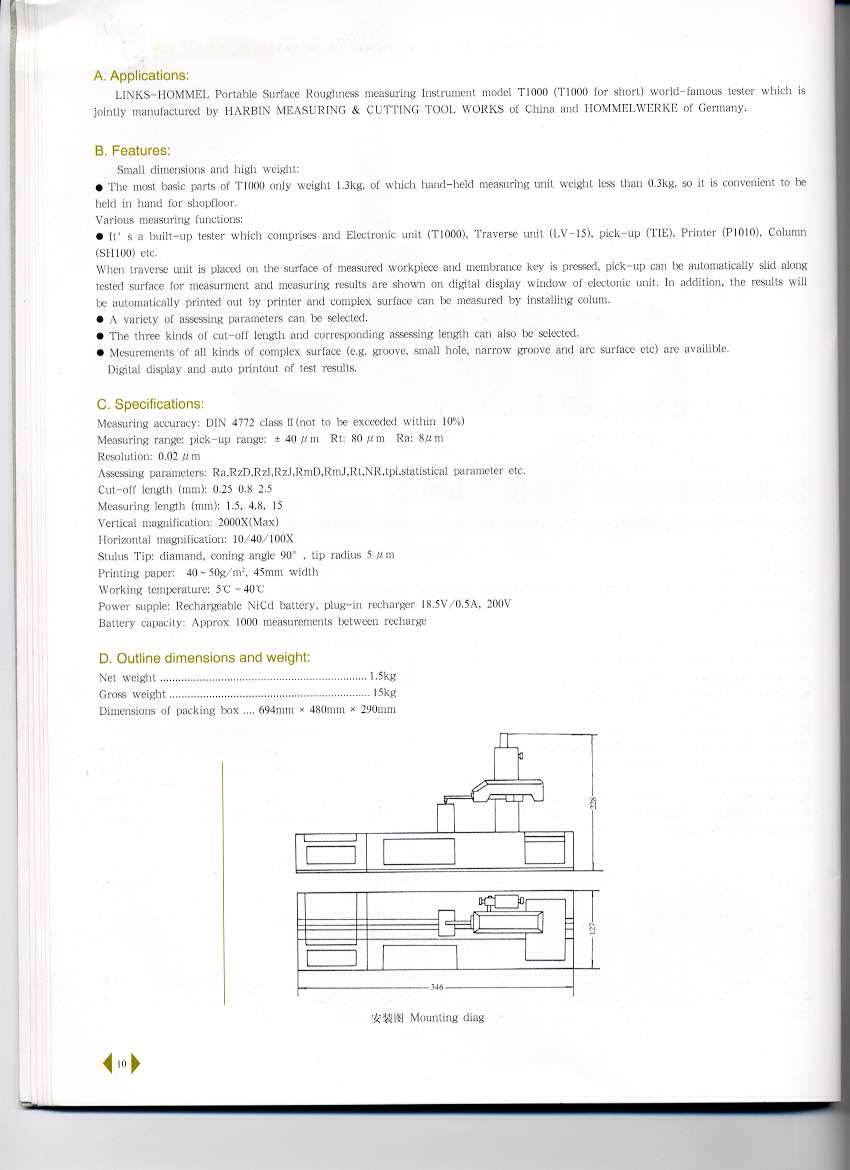 A. Applications:
LINKS-HOMMEL Portable Surface Roughness measuring Instrument model T1000 (T1000 for short) world-famous tester which is
jointly manufactured by HARBIN MEASURING & CUTTING TOOL WORKS of China and HOMMELWERKE of Germany.
B. Features:
Small dimensions and high weight:
● The most basic parts of T1000 only weight 1.3kg, of which hand-held measuring unit weight less than 0.3kg, so it is convenient to be
held in hand for shopfloor.
Various measuring functions:
● It' s a built-up tester which comprises and Electronic unit (T1000), Traverse unit (LV-15), pick-up (TIE), Printer (P1010), Column
(SH100) etc.
When traverse unit is placed on the surface of measured workpiece and membrance key is pressed, pick-up can be automatically slid along
tested surface for measurment and measuring results are shown on digital display window of electonic unit. In addition, the results will
be automatically printed out by printer and complex surface can be measured by installing colum.
● A variety of assessing parameters can be selected.
● The three kinds of cut-off length and corresponding assessing length can also be selected.
● Mesurements of all kinds of complex surface (e.g. groove, small hole, narrow groove and arc surface etc) are availible.
Digital display and auto printout of test results.
C. Specifications:
Measuring accuracy: DIN 4772 class II (not to be exceeded within 10%)
Measuring range: pick-up range: ± 40 μm Rt: 80 μm Ra: 8μm
Resolution: 0.02 μm
Assessing parameters: Ra,RzD,RzI,RzJ,RmD,RmJ,Rt,NR,tpi,statistical parameter etc.
Cut-off length (mm): 0.25 0.8 2.5
Measuring length (mm): 1.5, 4.8, 15
Vertical magnification: 2000X(Max)
Horizontal magnification: 10/40/100X
Stulus Tip: diamand, coning angle 90° , tip radius 5 μm
Printing paper: 40~50g/m², 45mm width
Working temperature: 5℃ ~40℃
Power supple: Rechargeable NiCd battery, plug-in recharger 18.5V/0.5A, 200V
Battery capacity: Approx 1000 measurements between recharge
D. Outline dimensions and weight:
Net weight .................................................................... 1.5kg
Gross weight .................................................................. 15kg
Dimensions of packing box .... 694mm × 480mm × 290mm
228
127
346
安装图 Mounting diag
10